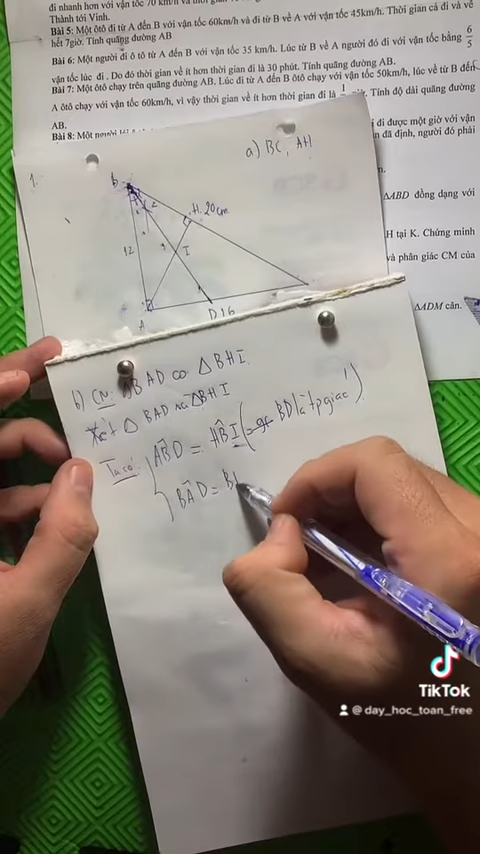 đi nhanh hơn với vận tốc 70 km/h và
Thành tới Vinh.
Bài 5: Một ôtô đi từ A đến B với vận tốc 60km/h và đi từ B về A với vận tốc 45km/h. Thời gian cả đi và về
hết 7giờ. Tính quãng đường AB
Bài 6: Một người đi ô tô từ A đến B với vận tốc 35 km/h. Lúc từ B về A người đó đi với vận tốc bằng 6/5
vận tốc lúc đi . Do đó thời gian về ít hơn thời gian đi là 30 phút. Tính quãng đường AB.
Bài 7: Một ôtô chạy trên quãng đường AB. Lúc đi từ A đến B ôtô chạy với vận tốc 50km/h, lúc về từ B đến
A ôtô chạy với vận tốc 60km/h, vì vậy thời gian về ít hơn thời gian đi là Tính độ dài quãng đường
AB.
Bài 8: Một người
đi được một giờ với vận
đã định, người đó phải
a) BC, AH
1.
B
H
20cm
12
I
A
D
16
ΔABD đồng dạng với
H tại K. Chứng minh
và phân giác CM của
ΔADM cân.
b) CM: ΔBAD ∽ ΔBHI
Xét Δ BAD và ΔBHI
Ta có:
ABD = HBI (BD là tpgiac)
BAD = BH
TikTok
@day_hoc_toan_free